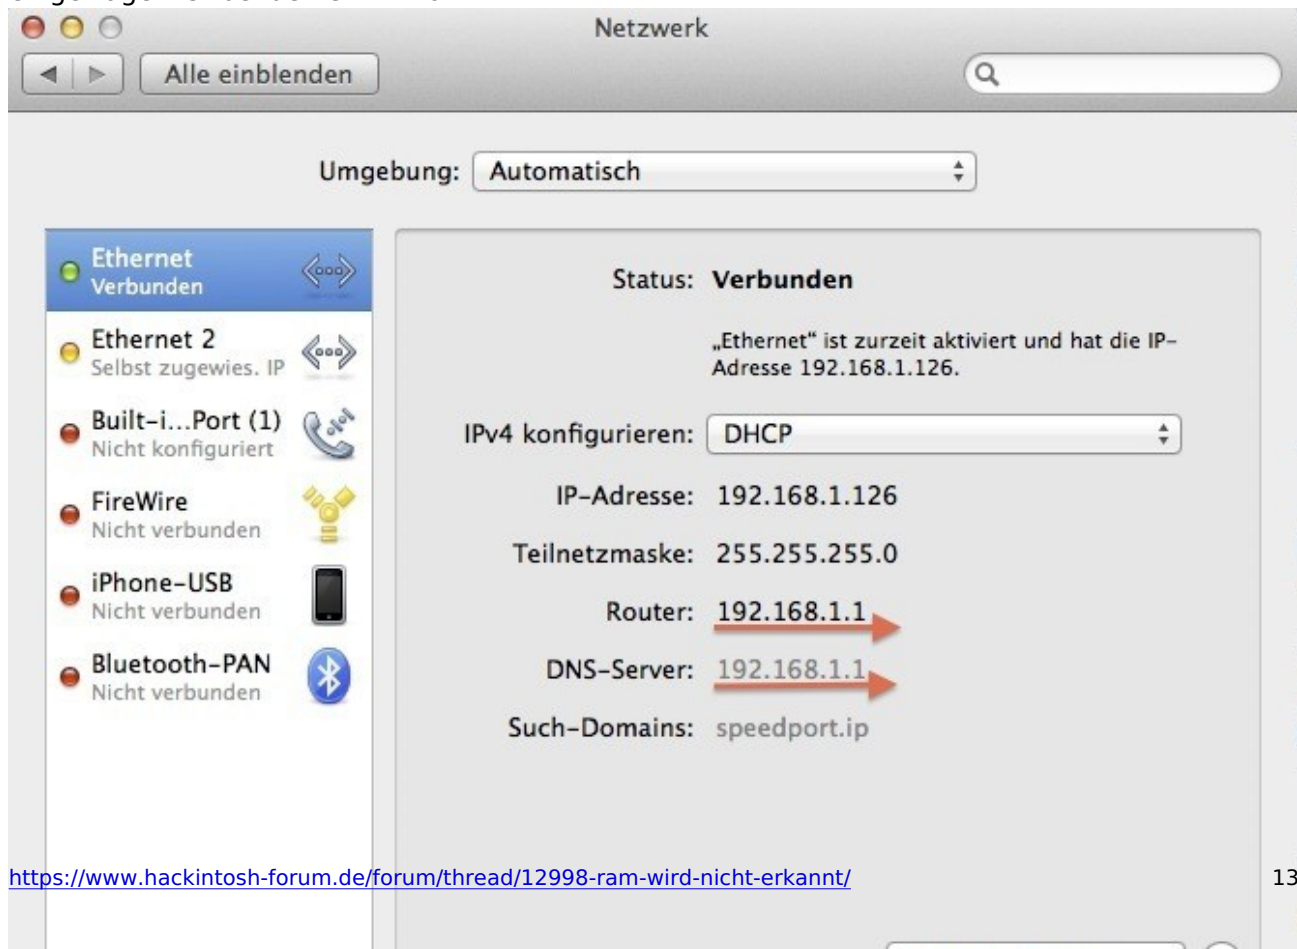 Netzwerk
Alle einblenden
Umgebung: Automatisch
Ethernet
Verbunden
Ethernet 2
Selbst zugewies. IP
Built-i...Port (1)
Nicht konfiguriert
FireWire
Nicht verbunden
iPhone-USB
Nicht verbunden
Bluetooth-PAN
Nicht verbunden
Status: Verbunden
„Ethernet“ ist zurzeit aktiviert und hat die IP-
Adresse 192.168.1.126.
IPv4 konfigurieren: DHCP
IP-Adresse: 192.168.1.126
Teilnetzmaske: 255.255.255.0
Router: 192.168.1.1
DNS-Server: 192.168.1.1
Such-Domains: speedport.ip
https://www.hackintosh-forum.de/forum/thread/12998-ram-wird-nicht-erkannt/
13